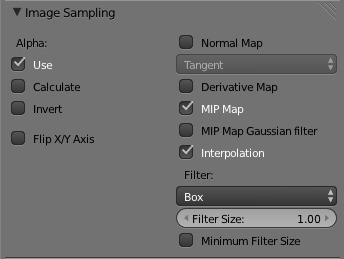 Image Sampling
Alpha:
Use
Calculate
Invert
Flip X/Y Axis
Normal Map
Tangent
Derivative Map
MIP Map
MIP Map Gaussian filter
Interpolation
Filter:
Box
Filter Size: 1.00
Minimum Filter Size